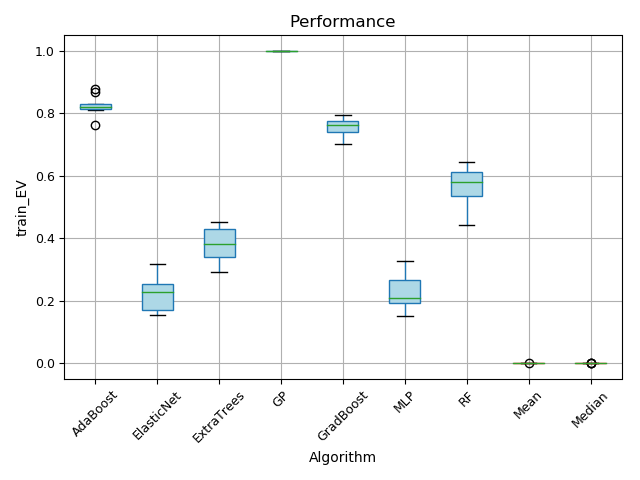 Performance
train_EV
1.0
0.8
0.6
0.4
0.2
0.0
AdaBoost
ElasticNet
ExtraTrees
GP
GradBoost
MLP
RF
Mean
Median
Algorithm